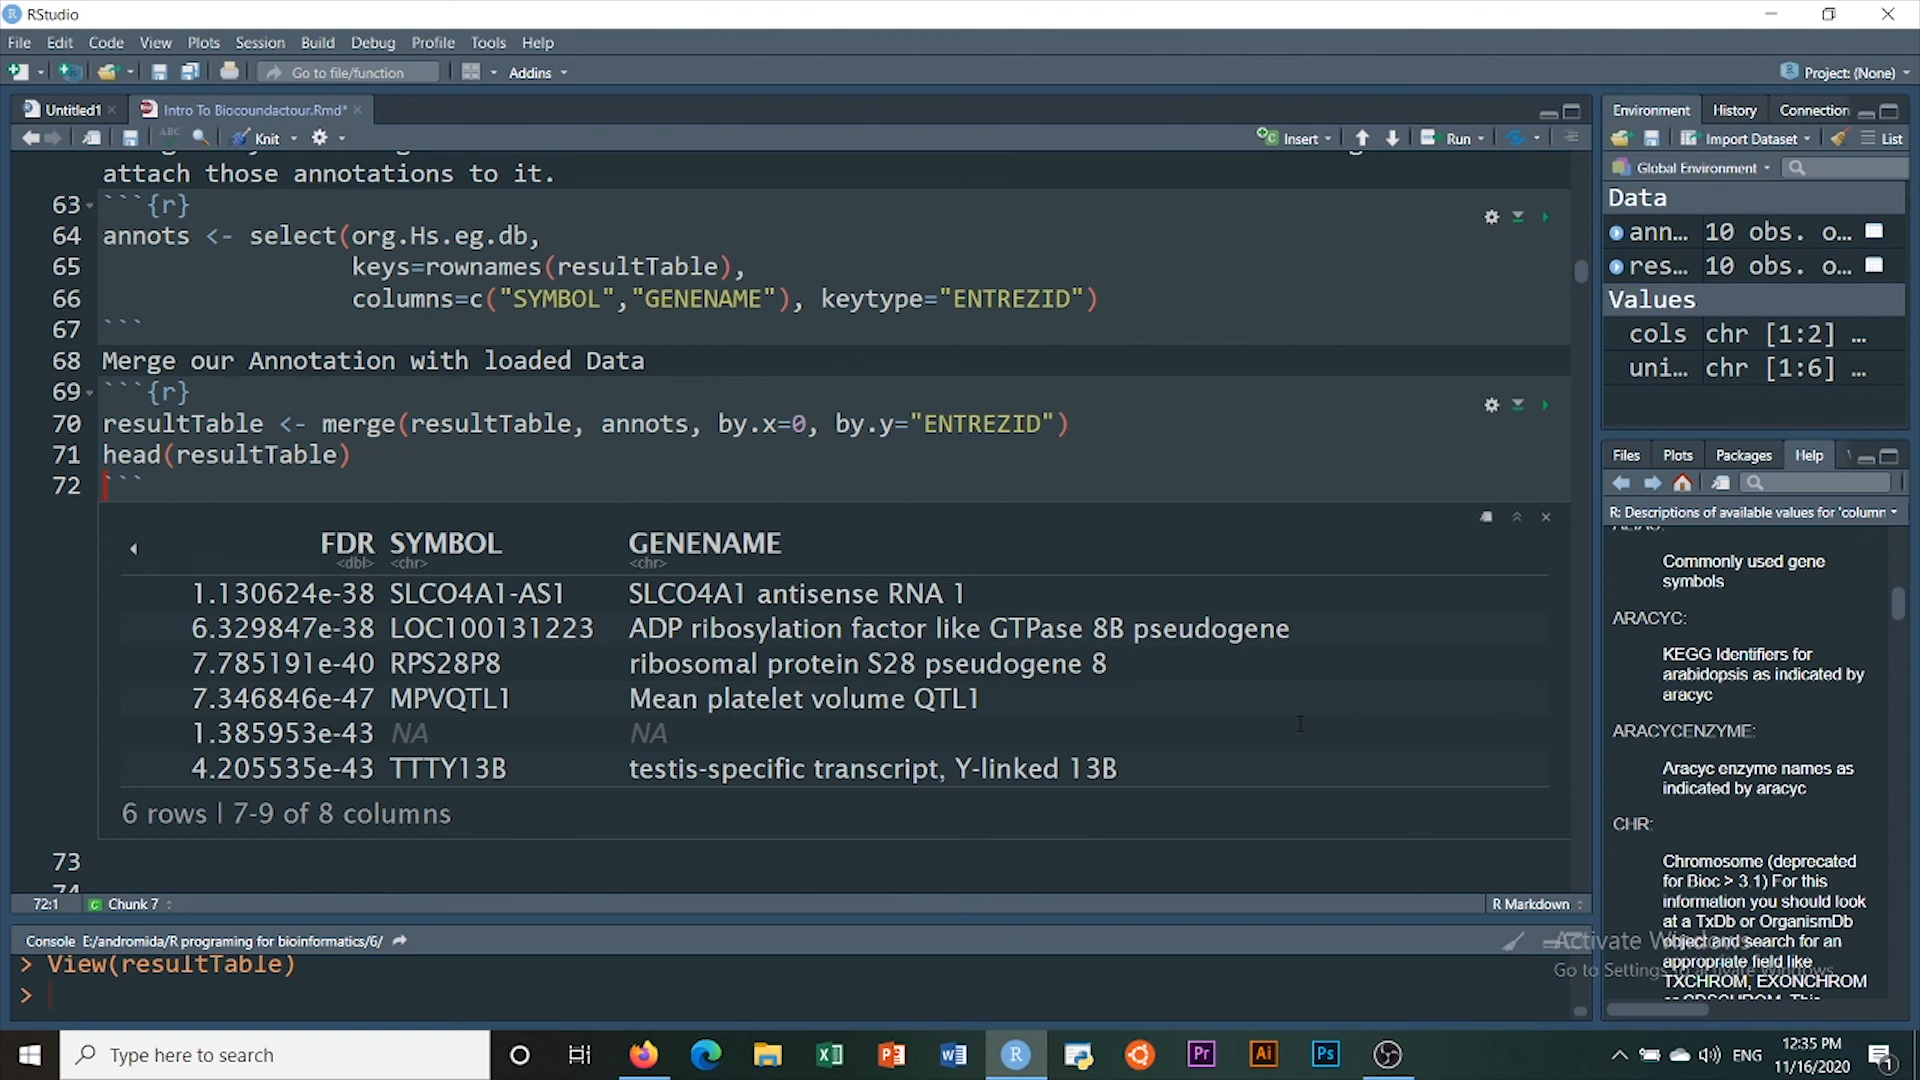 RStudio
File Edit Code View Plots Session Build Debug Profile Tools Help
Go to file/function Addins Project: (None)
Untitled1 Intro To Biocoundactour.Rmd*
ABC Knit Insert Run
attach those annotations to it.
63 ```{r}
64 annots <- select(org.Hs.eg.db,
65 keys=rownames(resultTable),
66 columns=c("SYMBOL","GENENAME"), keytype="ENTREZID")
67 ```
68 Merge our Annotation with loaded Data
69 ```{r}
70 resultTable <- merge(resultTable, annots, by.x=0, by.y="ENTREZID")
71 head(resultTable)
72 ```
FDR SYMBOL GENENAME
<dbl> <chr> <chr>
1.130624e-38 SLCO4A1-AS1 SLCO4A1 antisense RNA 1
6.329847e-38 LOC100131223 ADP ribosylation factor like GTPase 8B pseudogene
7.785191e-40 RPS28P8 ribosomal protein S28 pseudogene 8
7.346846e-47 MPVQTL1 Mean platelet volume QTL1
1.385953e-43 NA NA
4.205535e-43 TTTY13B testis-specific transcript, Y-linked 13B
6 rows | 7-9 of 8 columns
73
74
72:1 Chunk 7 R Markdown
Console E:/andromida/R programing for bioinformatics/6/
> View(resultTable)
>
Environment History Connection
Import Dataset List
Global Environment
Data
ann... 10 obs. o...
res... 10 obs. o...
Values
cols chr [1:2] ...
uni... chr [1:6] ...
Files Plots Packages Help
R: Descriptions of available values for 'column
Commonly used gene
symbols
ARACYC:
KEGG Identifiers for
arabidopsis as indicated by
aracyc
ARACYCENZYME:
Aracyc enzyme names as
indicated by aracyc
CHR:
Chromosome (deprecated
for Bioc > 3.1) For this
information you should look
at a TxDb or OrganismDb
object and search for an
appropriate field like
TXCHROM, EXONCHROM
Activate Windows
Go to Settings to activate Windows.
Type here to search
ENG
12:35 PM
11/16/2020
1